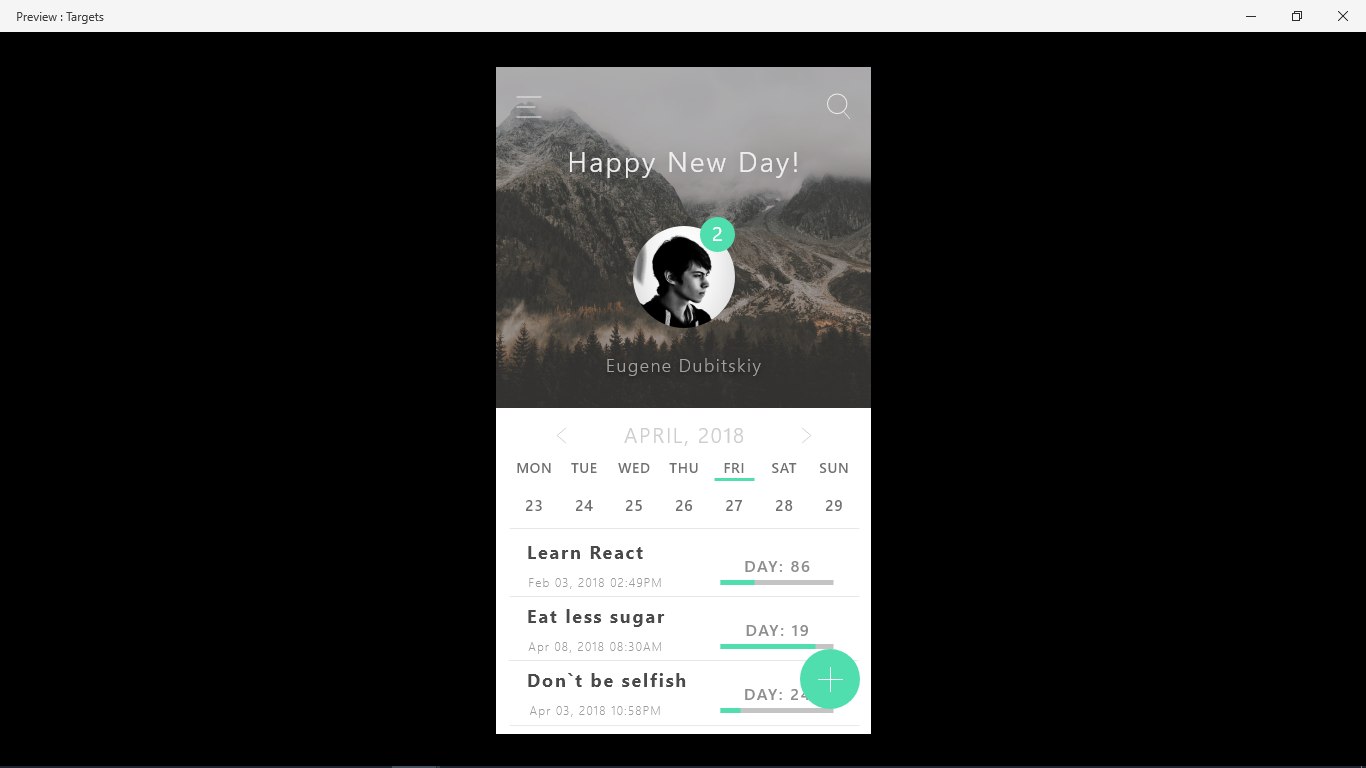 Preview : Targets
Happy New Day!
2
Eugene Dubitskiy
APRIL, 2018
MON TUE WED THU FRI SAT SUN
23 24 25 26 27 28 29
Learn React
DAY: 86
Feb 03, 2018 02:49PM
Eat less sugar
DAY: 19
Apr 08, 2018 08:30AM
Don`t be selfish
DAY: 24
Apr 03, 2018 10:58PM